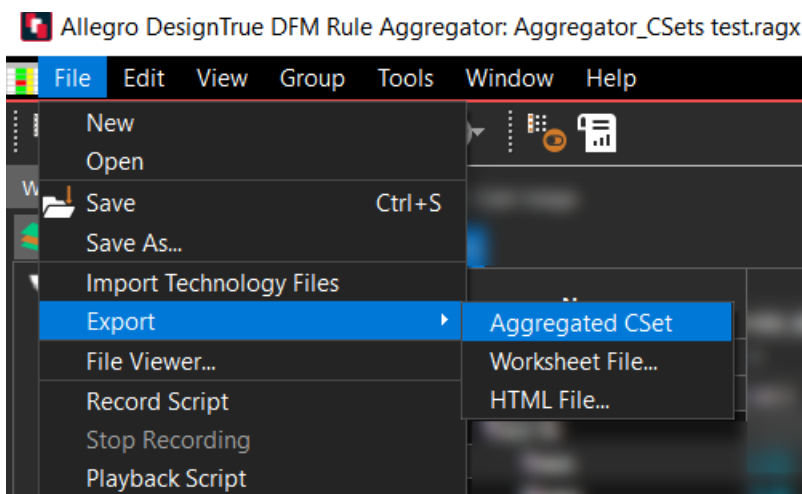 Allegro DesignTrue DFM Rule Aggregator: Aggregator_CSets test.ragx
File Edit View Group Tools Window Help
New
Open
Save Ctrl+S
Save As...
Import Technology Files
Export
Aggregated CSet
File Viewer...
Worksheet File...
Record Script
HTML File...
Stop Recording
Playback Script